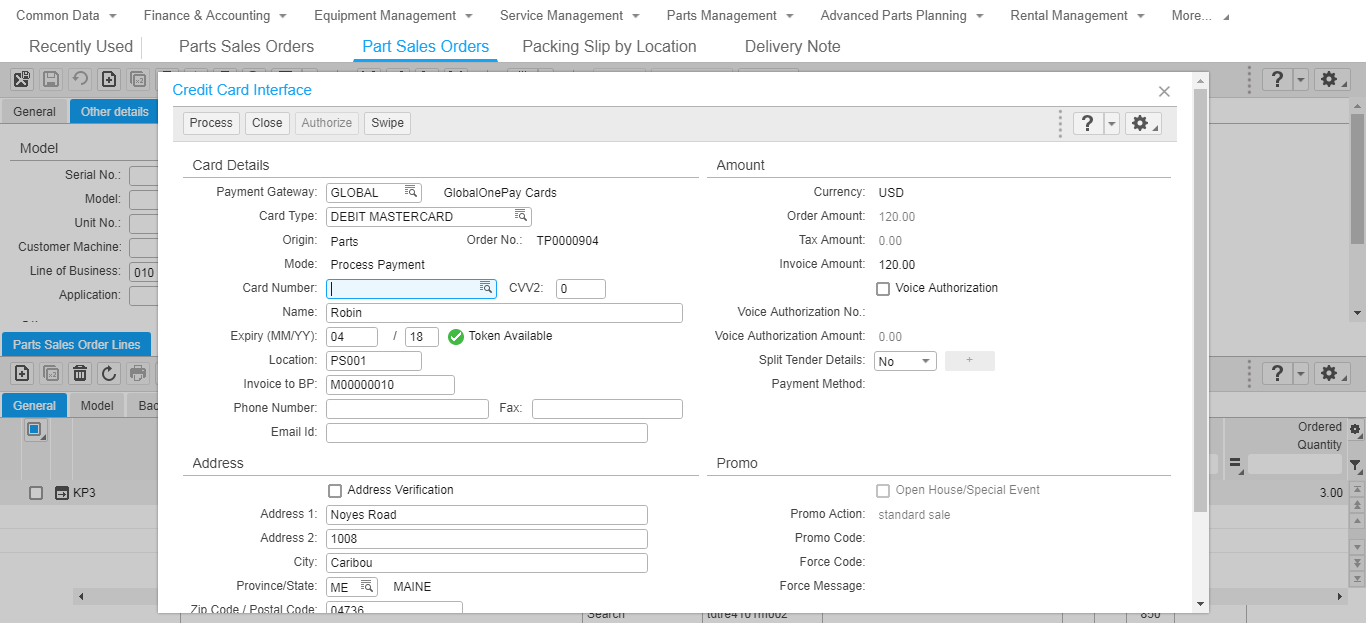 Common Data Finance & Accounting Equipment Management Service Management Parts Management Advanced Parts Planning Rental Management More...
Recently Used Parts Sales Orders Part Sales Orders Packing Slip by Location Delivery Note
General Other details
Model
Serial No.:
Model:
Unit No.:
Customer Machine:
Line of Business: 010
Application:
Parts Sales Order Lines
General Model
Ordered
Quantity
KP3 3.00
Credit Card Interface
Process Close Authorize Swipe
Card Details
Payment Gateway: GLOBAL GlobalOnePay Cards
Card Type: DEBIT MASTERCARD
Origin: Parts Order No.: TP0000904
Mode: Process Payment
Card Number: CVV2: 0
Name: Robin
Expiry (MM/YY): 04 / 18 Token Available
Location: PS001
Invoice to BP: M00000010
Phone Number: Fax:
Email Id:
Amount
Currency: USD
Order Amount: 120.00
Tax Amount: 0.00
Invoice Amount: 120.00
Voice Authorization
Voice Authorization No.:
Voice Authorization Amount: 0.00
Split Tender Details: No +
Payment Method:
Address
Address Verification
Address 1: Noyes Road
Address 2: 1008
City: Caribou
Province/State: ME MAINE
Zip Code / Postal Code: 04736
Promo
Open House/Special Event
Promo Action: standard sale
Promo Code:
Force Code:
Force Message:
Search